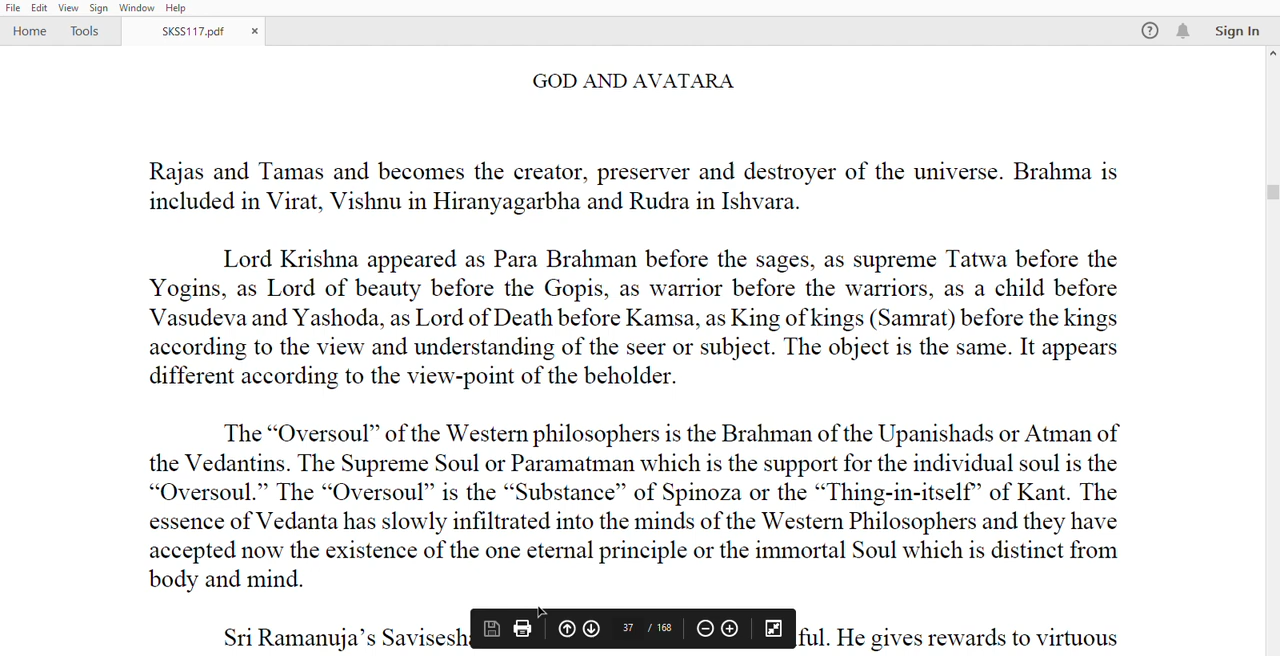 File Edit View Sign Window Help
Home Tools SKSS117.pdf × ? Sign In
GOD AND AVATARA
Rajas and Tamas and becomes the creator, preserver and destroyer of the universe. Brahma is
included in Virat, Vishnu in Hiranyagarbha and Rudra in Ishvara.
Lord Krishna appeared as Para Brahman before the sages, as supreme Tatwa before the
Yogins, as Lord of beauty before the Gopis, as warrior before the warriors, as a child before
Vasudeva and Yashoda, as Lord of Death before Kamsa, as King of kings (Samrat) before the kings
according to the view and understanding of the seer or subject. The object is the same. It appears
different according to the view-point of the beholder.
The “Oversoul” of the Western philosophers is the Brahman of the Upanishads or Atman of
the Vedantins. The Supreme Soul or Paramatman which is the support for the individual soul is the
“Oversoul.” The “Oversoul” is the “Substance” of Spinoza or the “Thing-in-itself” of Kant. The
essence of Vedanta has slowly infiltrated into the minds of the Western Philosophers and they have
accepted now the existence of the one eternal principle or the immortal Soul which is distinct from
body and mind.
Sri Ramanuja’s He gives rewards to virtuous
37 / 168